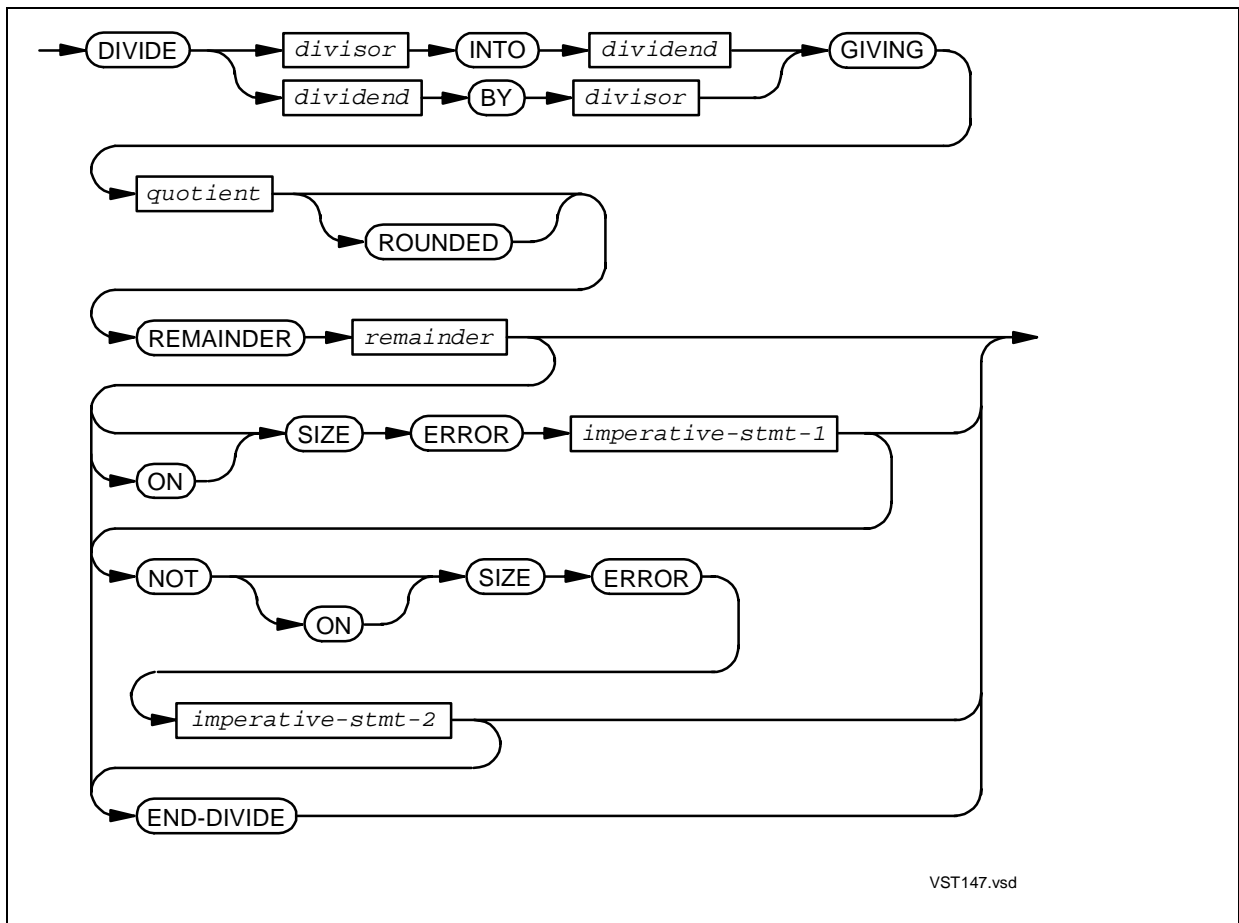 DIVIDE divisor INTO dividend GIVING
dividend BY divisor
quotient
ROUNDED
REMAINDER remainder
SIZE ERROR imperative-stmt-1
ON
NOT SIZE ERROR
ON
imperative-stmt-2
END-DIVIDE
VST147.vsd